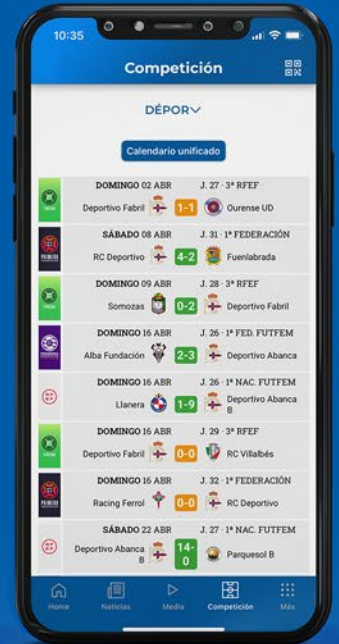 10:35
Competición
DÉPOR
Calendario unificado
DOMINGO 02 ABR J. 27 - 3ª RFEF
Deportivo Fabril 1-1 Ourense UD
SÁBADO 08 ABR J. 31 - 1ª FEDERACIÓN
RC Deportivo 4-2 Fuenlabrada
DOMINGO 09 ABR J. 28 - 3ª RFEF
Somozas 0-2 Deportivo Fabril
DOMINGO 16 ABR J. 26 - 1ª FED. FUTFEM
Alba Fundación 2-3 Deportivo Abanca
DOMINGO 16 ABR J. 26 - 1ª NAC. FUTFEM
Llanera 1-9 Deportivo Abanca
B
DOMINGO 16 ABR J. 29 - 3ª RFEF
Deportivo Fabril 0-0 RC Villalbés
DOMINGO 16 ABR J. 32 - 1ª FEDERACIÓN
Racing Ferrol 0-0 RC Deportivo
SÁBADO 22 ABR J. 27 - 1ª NAC. FUTFEM
Deportivo Abanca 14- Parquesol B
B 0
Home Noticias Media Competición Más